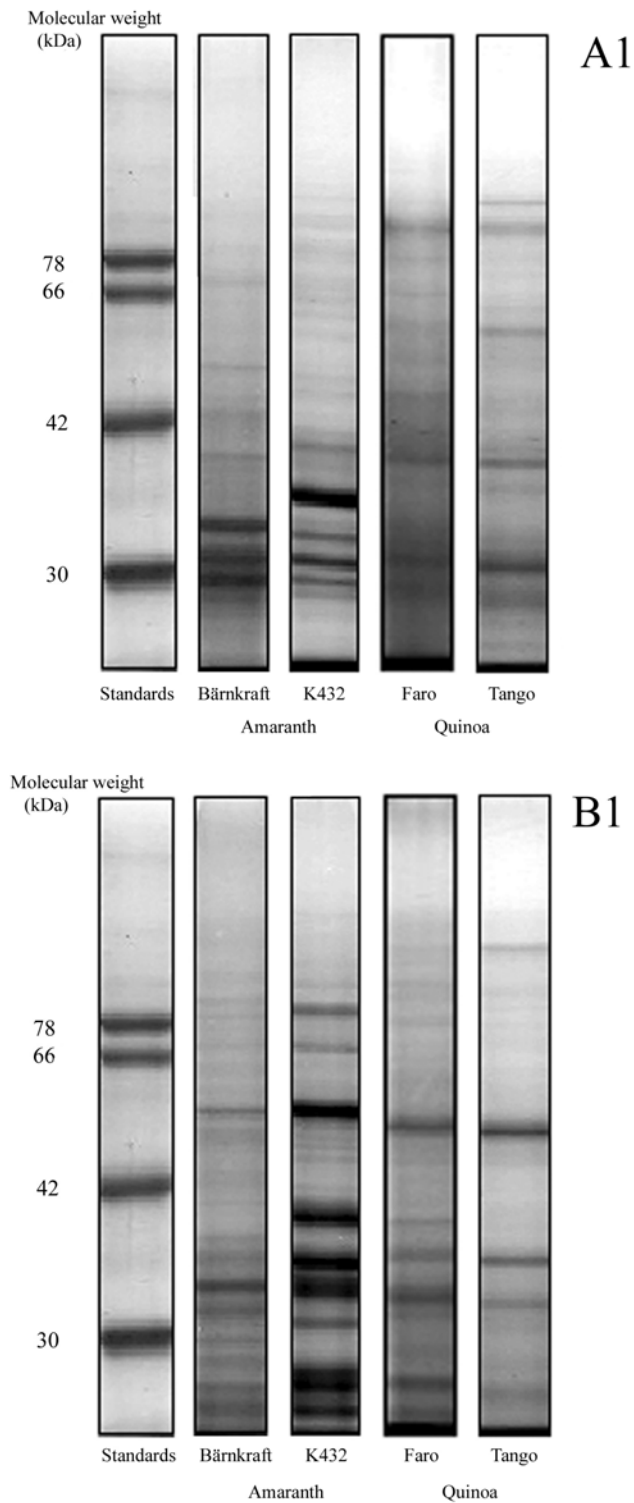 Molecular weight
(kDa)
A1
78
66
42
30
Standards Bärnkraft K432 Faro Tango
Amaranth Quinoa
Molecular weight
(kDa)
B1
78
66
42
30
Standards Bärnkraft K432 Faro Tango
Amaranth Quinoa